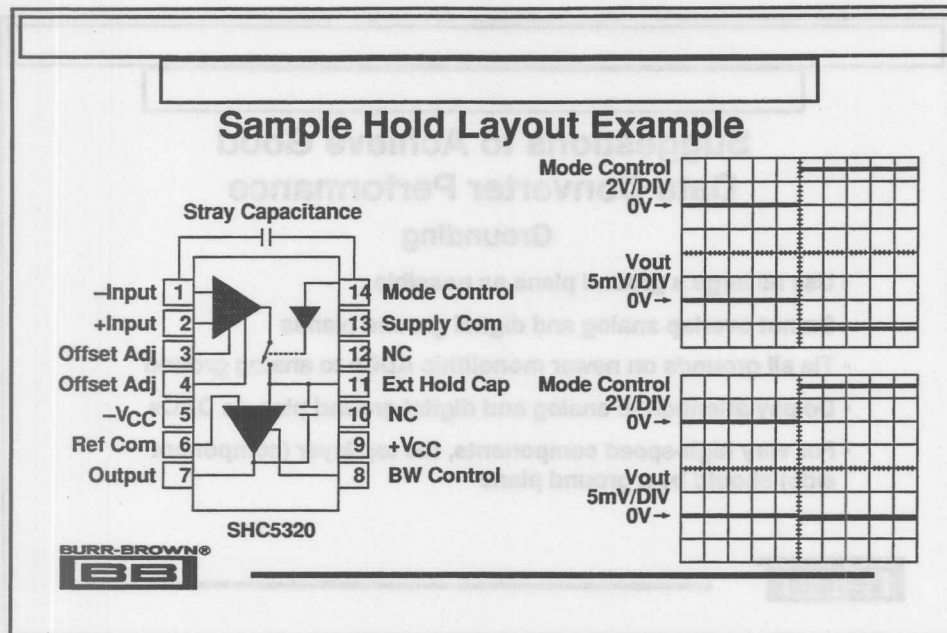 Sample Hold Layout Example
Stray Capacitance
–Input 1
+Input 2
Offset Adj 3
Offset Adj 4
–VCC 5
Ref Com 6
Output 7
14 Mode Control
13 Supply Com
12 NC
11 Ext Hold Cap
10 NC
9 +VCC
8 BW Control
SHC5320
Mode Control
2V/DIV
0V→
Vout
5mV/DIV
0V→
Mode Control
2V/DIV
0V→
Vout
5mV/DIV
0V→
BURR-BROWN®
BB